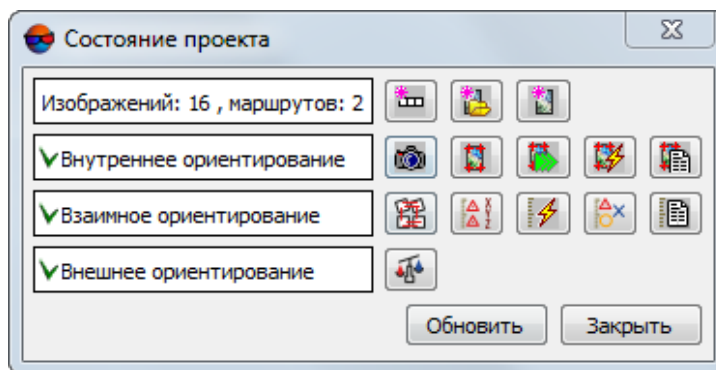 Состояние проекта
Изображений: 16 , маршрутов: 2
Внутреннее ориентирование
Взаимное ориентирование
Внешнее ориентирование
Обновить Закрыть